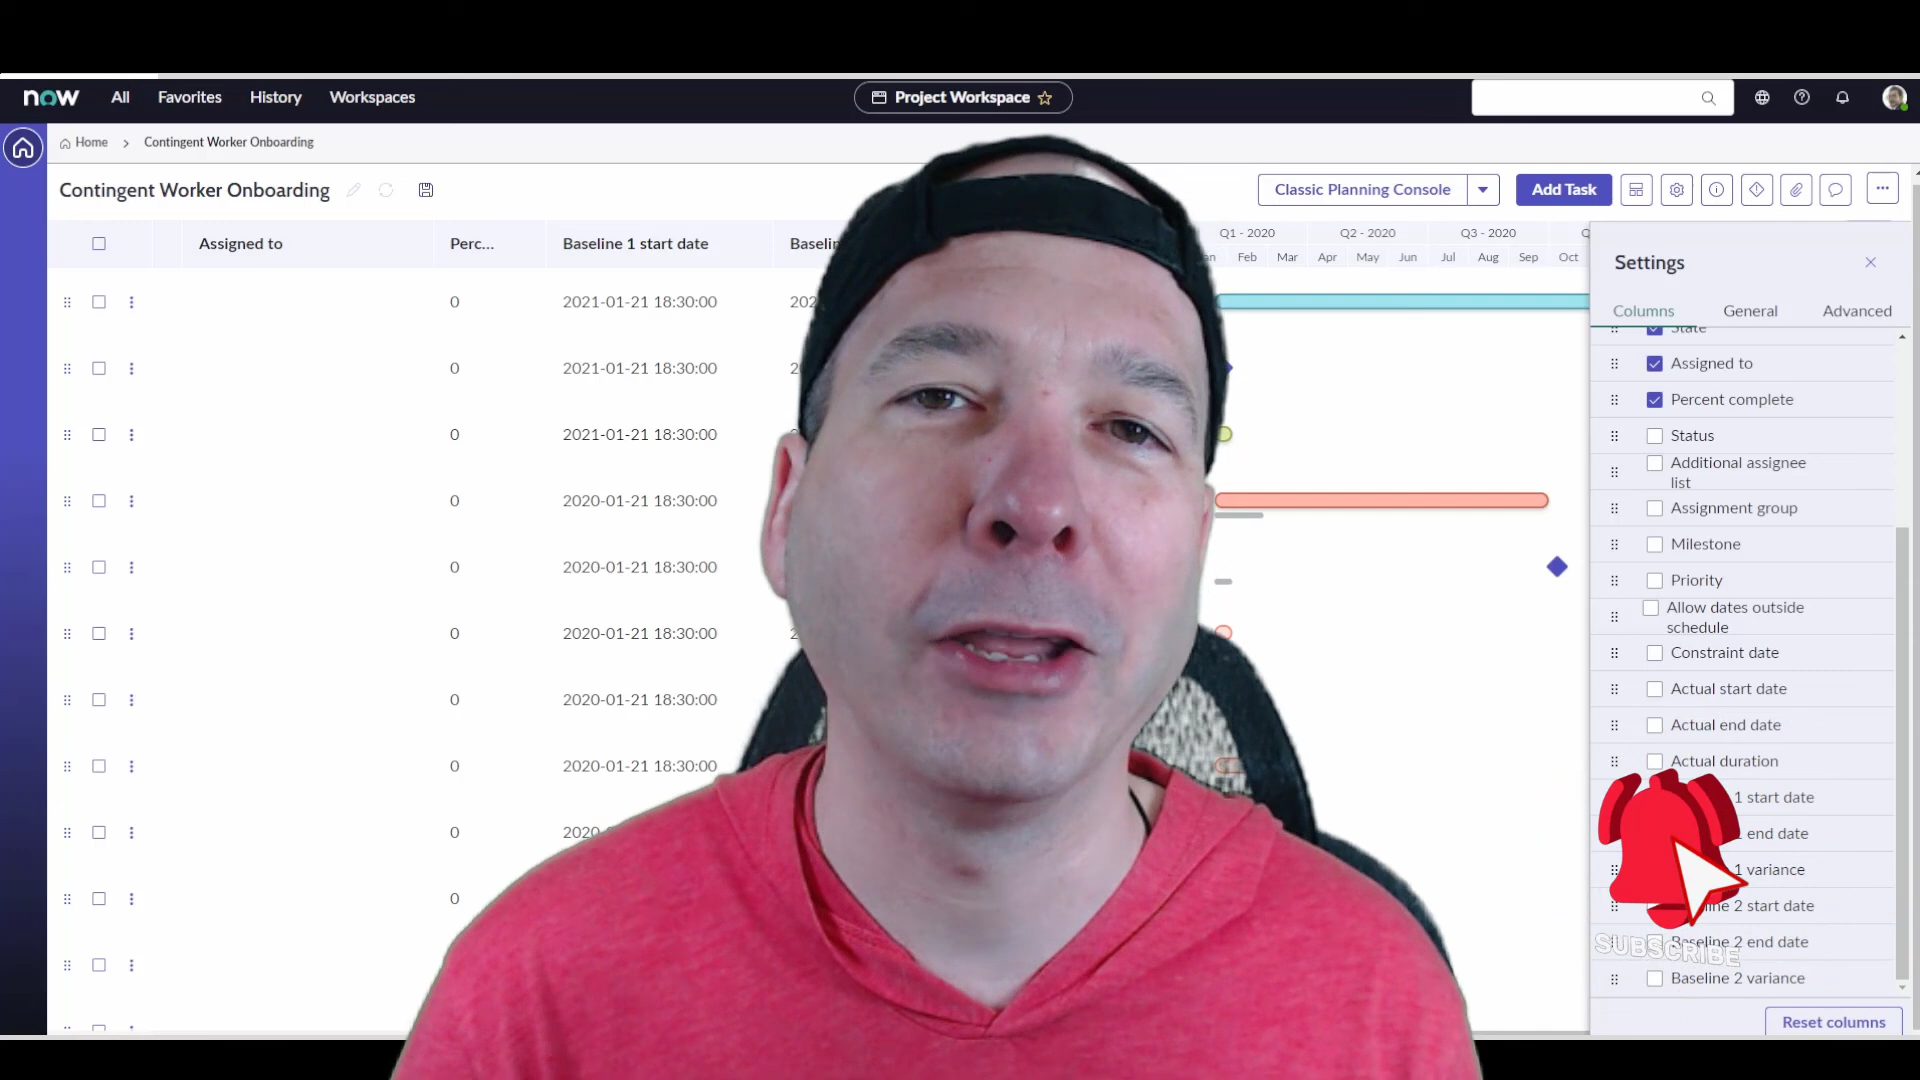 now All Favorites History Workspaces Project Workspace
Home > Contingent Worker Onboarding
Contingent Worker Onboarding Classic Planning Console Add Task
Assigned to Perc... Baseline 1 start date Q1 - 2020 Q2 - 2020 Q3 - 2020
Feb Mar Apr May Jun Jul Aug Sep Oct
0 2021-01-21 18:30:00
0 2021-01-21 18:30:00
0 2021-01-21 18:30:00
0 2020-01-21 18:30:00
0 2020-01-21 18:30:00
0 2020-01-21 18:30:00
0 2020-01-21 18:30:00
0 2020-01-21 18:30:00
0
0
Settings
Columns General Advanced
State
Assigned to
Percent complete
Status
Additional assignee
list
Assignment group
Milestone
Priority
Allow dates outside
schedule
Constraint date
Actual start date
Actual end date
Actual duration
1 start date
end date
1 variance
2 start date
Baseline 2 end date
SUBSCRIBE
Baseline 2 variance
Reset columns